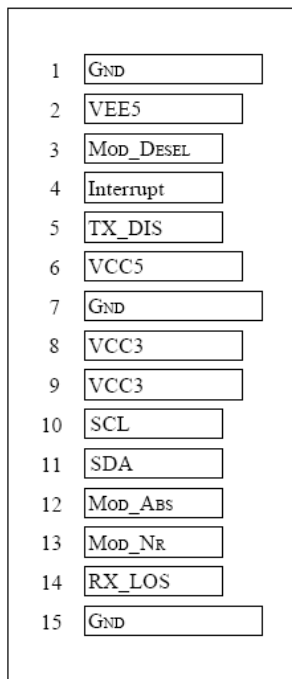 1 GND
2 VEE5
3 MOD_DESEL
4 Interrupt
5 TX_DIS
6 VCC5
7 GND
8 VCC3
9 VCC3
10 SCL
11 SDA
12 MOD_ABS
13 MOD_NR
14 RX_LOS
15 GND